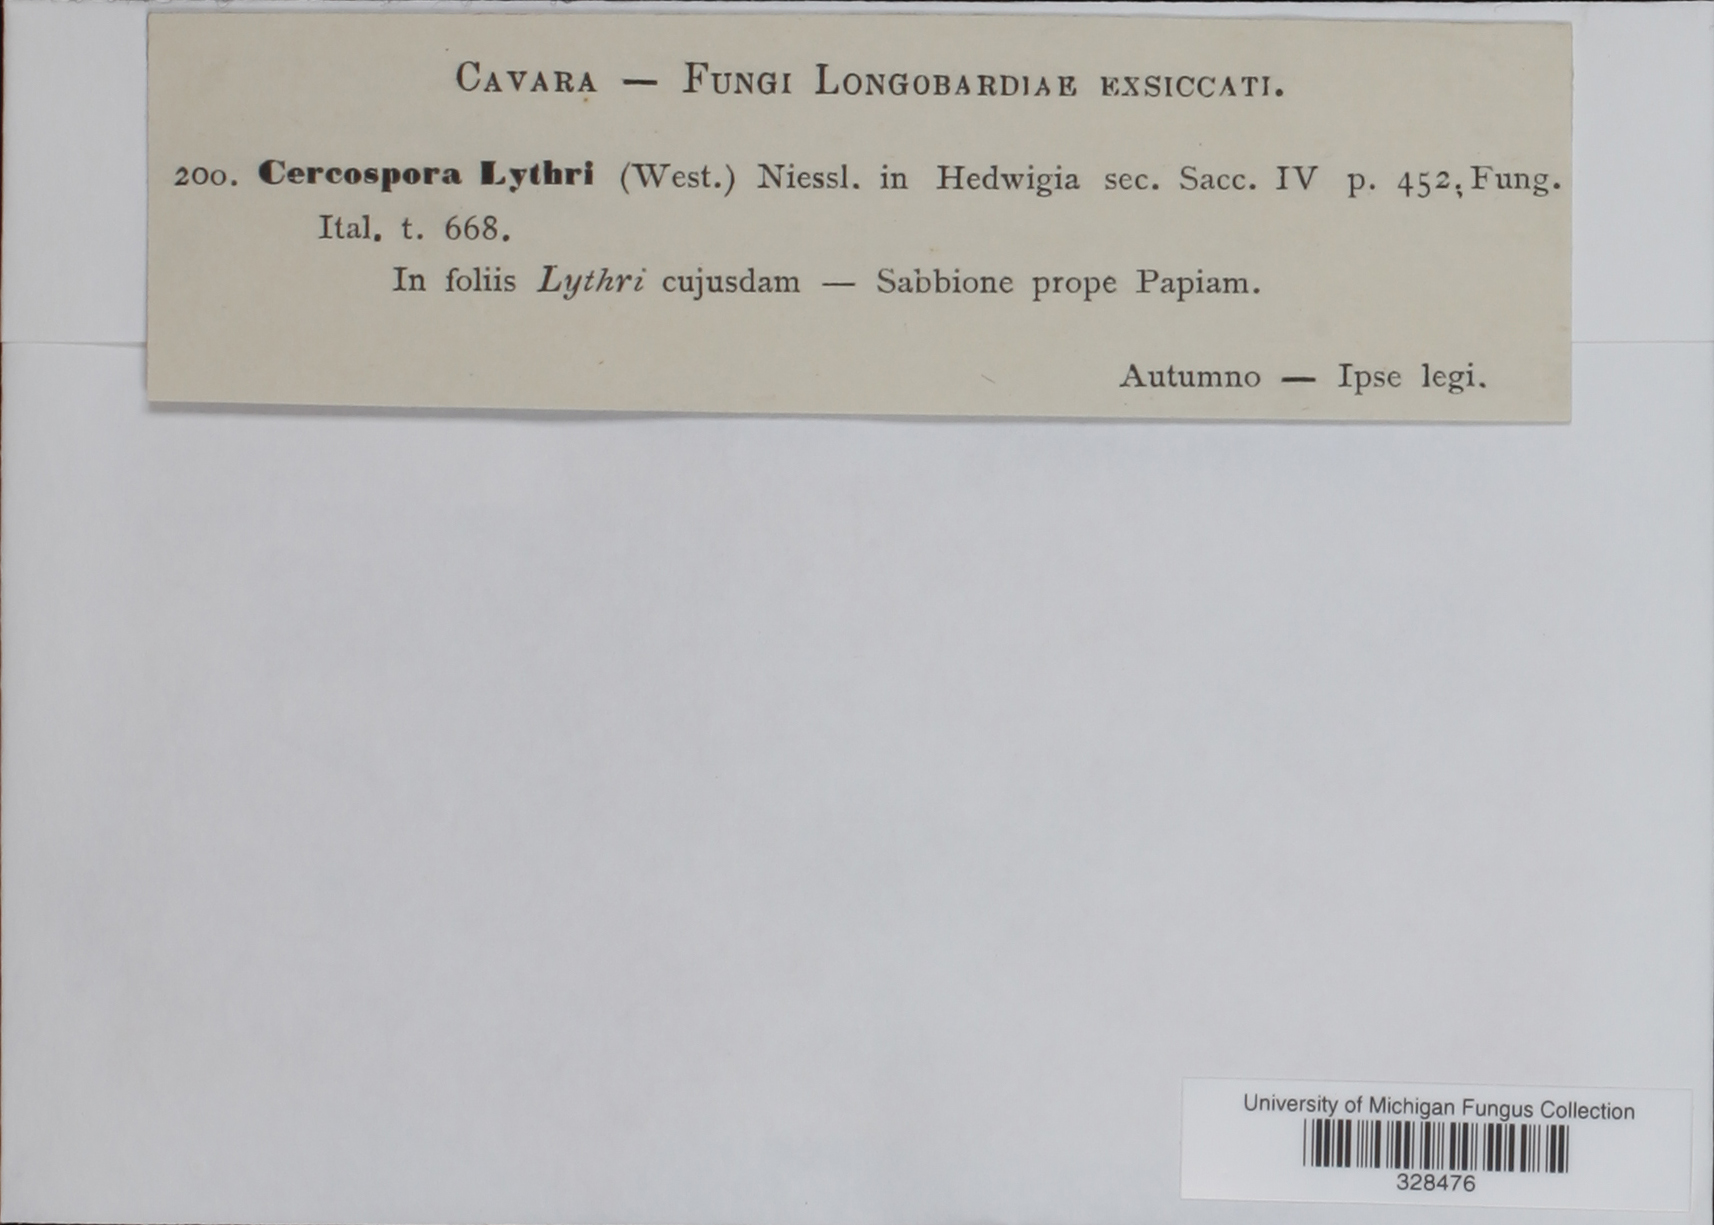 CAVARA — FUNGI LONGOBARDIAE EXSICCATI.
200. Cercospora Lythri (West.) Niessl. in Hedwigia sec. Sacc. IV p. 452; Fung.
Ital. t. 668.
In foliis Lythri cujusdam — Sabbione prope Papiam.
Autumno — Ipse legi.
University of Michigan Fungus Collection
328476